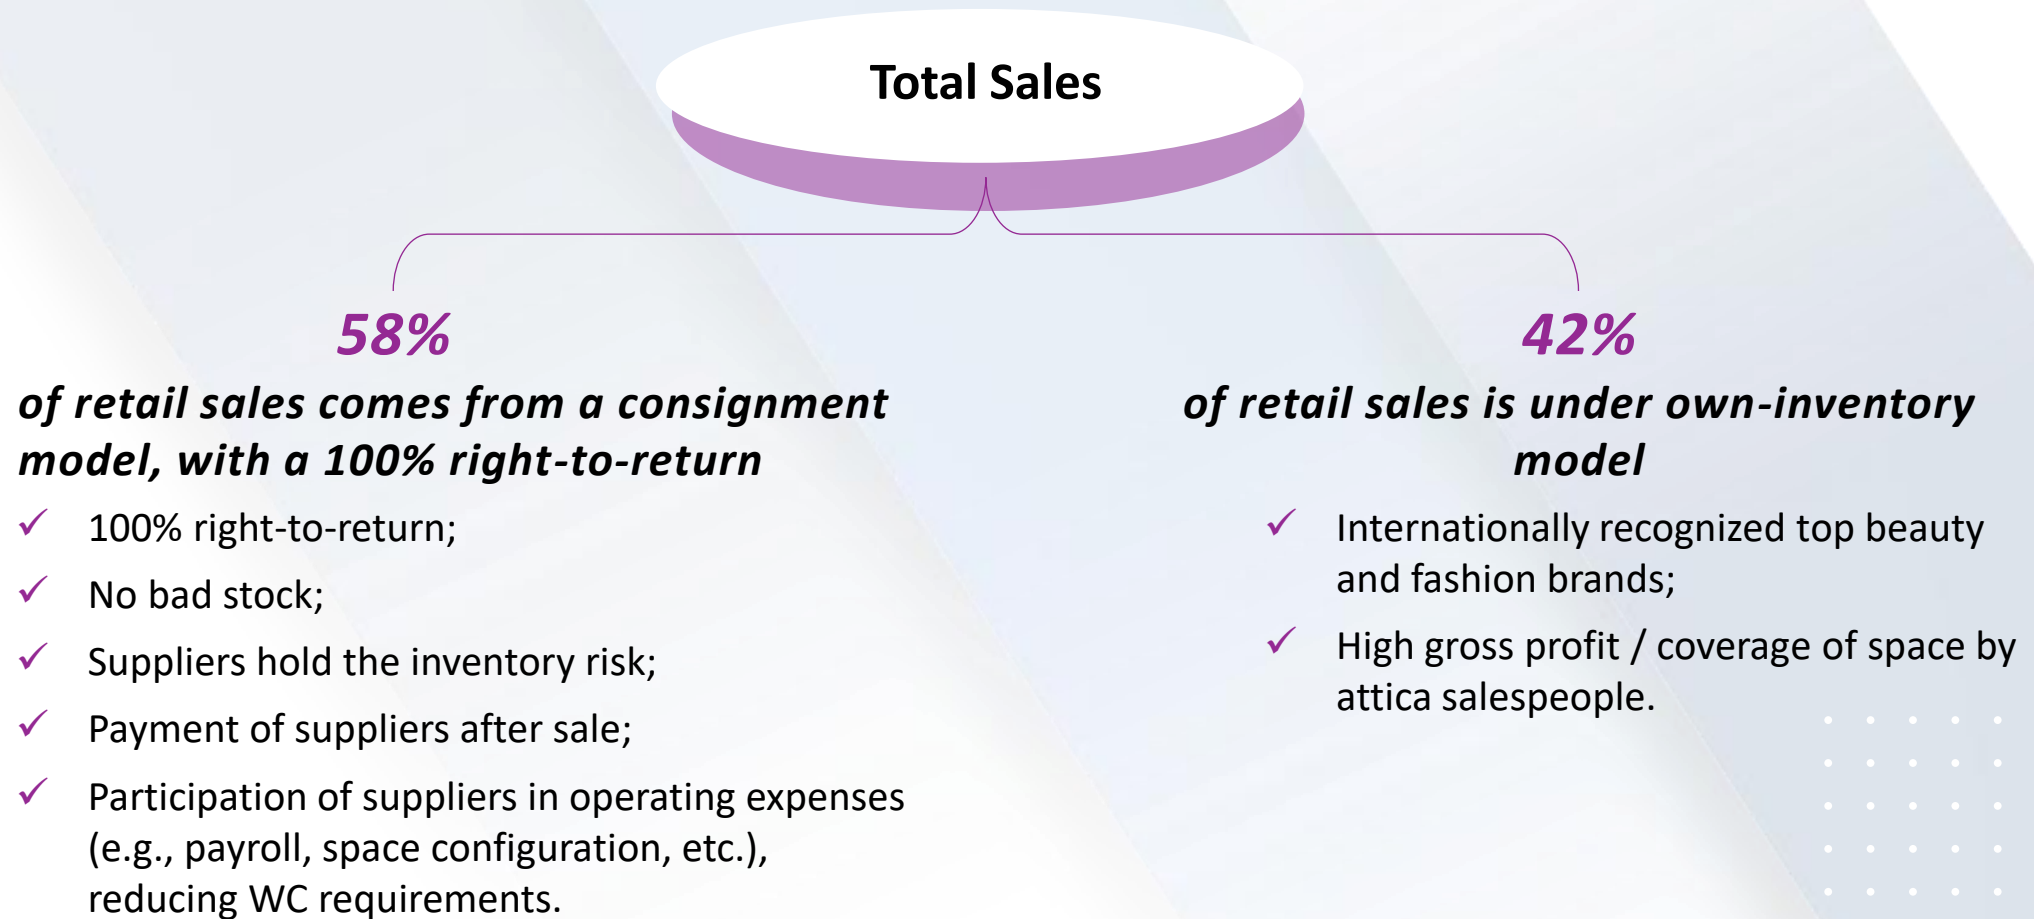 Total Sales
58%
of retail sales comes from a consignment
model, with a 100% right-to-return
✓ 100% right-to-return;
✓ No bad stock;
✓ Suppliers hold the inventory risk;
✓ Payment of suppliers after sale;
✓ Participation of suppliers in operating expenses
(e.g., payroll, space configuration, etc.),
reducing WC requirements.
42%
of retail sales is under own-inventory
model
✓ Internationally recognized top beauty
and fashion brands;
✓ High gross profit / coverage of space by
attica salespeople.